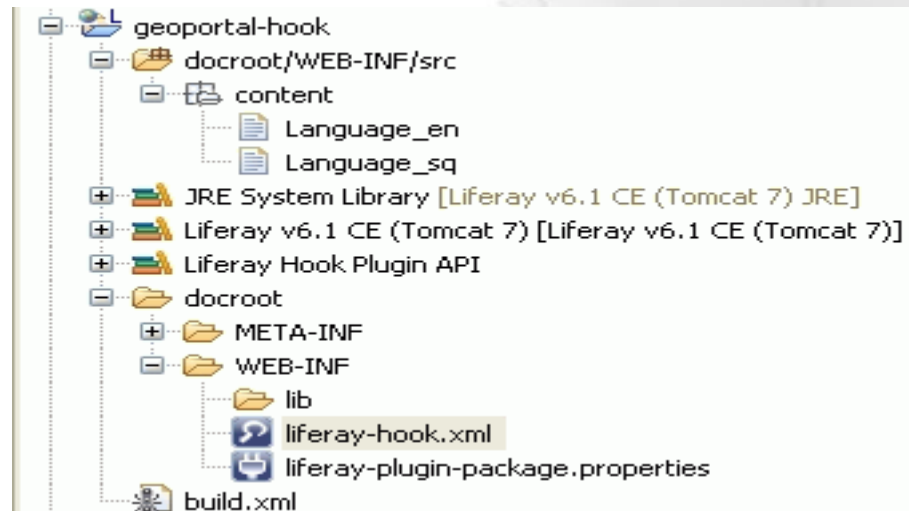 geoportal-hook
docroot/WEB-INF/src
content
Language_en
Language_sq
JRE System Library [Liferay v6.1 CE (Tomcat 7) JRE]
Liferay v6.1 CE (Tomcat 7) [Liferay v6.1 CE (Tomcat 7)]
Liferay Hook Plugin API
docroot
META-INF
WEB-INF
lib
liferay-hook.xml
liferay-plugin-package.properties
build.xml